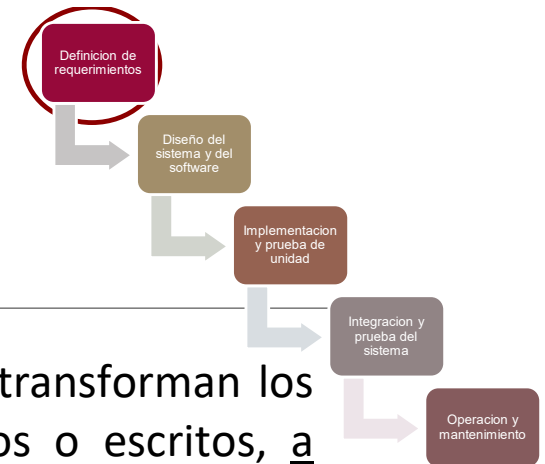 Definicion de
requerimientos
Diseño del
sistema y del
software
Implementacion
y prueba de
unidad
Integracion y
prueba del
sistema
transforman los
os o escritos, a
Operacion y
mantenimiento